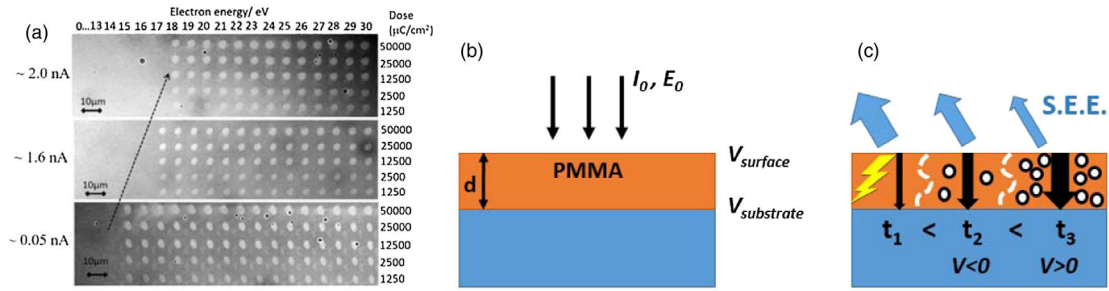 (a)
Electron energy/ eV
0...13 14 15 16 17 18 19 20 21 22 23 24 25 26 27 28 29 30
Dose
(µC/cm²)
~ 2.0 nA
10µm
50000
25000
12500
2500
1250
~ 1.6 nA
10µm
50000
25000
12500
2500
1250
~ 0.05 nA
10µm
50000
25000
12500
2500
1250
(b)
I0, E0
PMMA
d
Vsurface
Vsubstrate
(c)
S.E.E.
t1 < t2 < t3
V<0 V>0